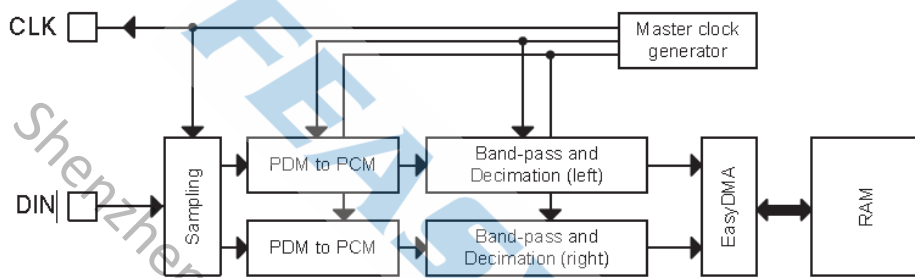 CLK
Master clock
generator
Shenzhen
DIN
Sampling
PDM to PCM
Band-pass and
Decimation (left)
PDM to PCM
Band-pass and
Decimation (right)
EasyDMA
RAM
FEAS